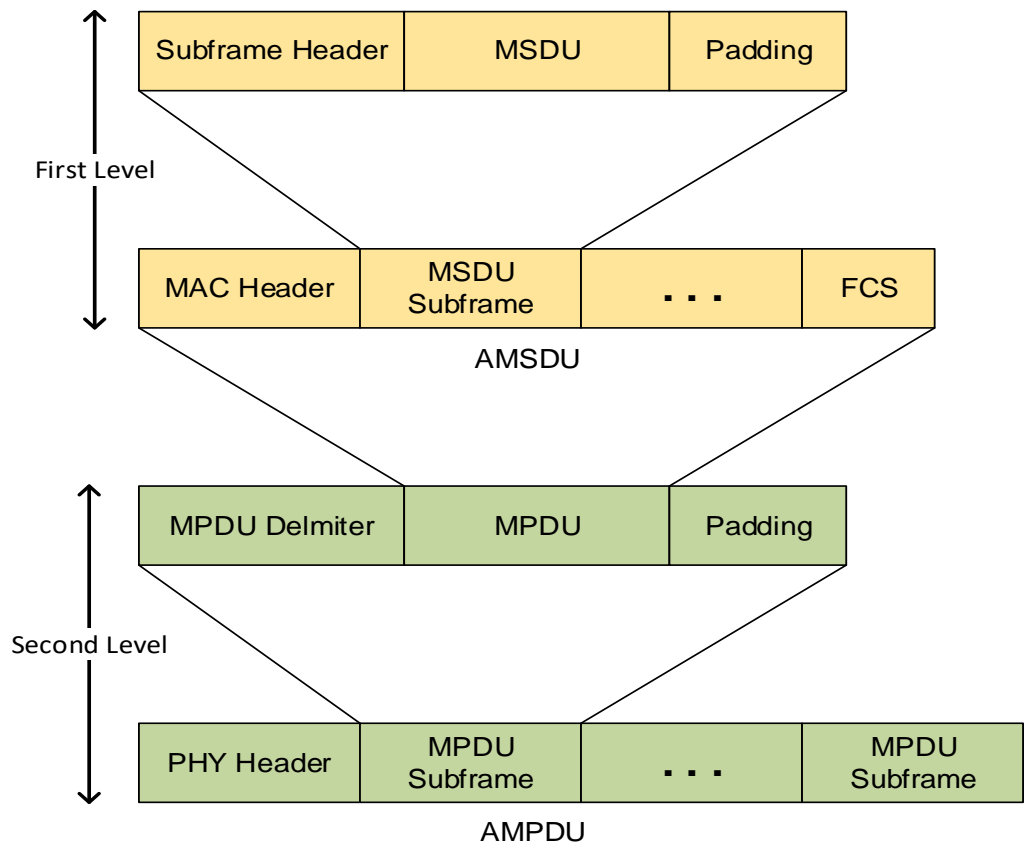 Subframe Header
MSDU
Padding
First Level
MAC Header
MSDU
Subframe
. . .
FCS
AMSDU
MPDU Delmiter
MPDU
Padding
Second Level
PHY Header
MPDU
Subframe
. . .
MPDU
Subframe
AMPDU